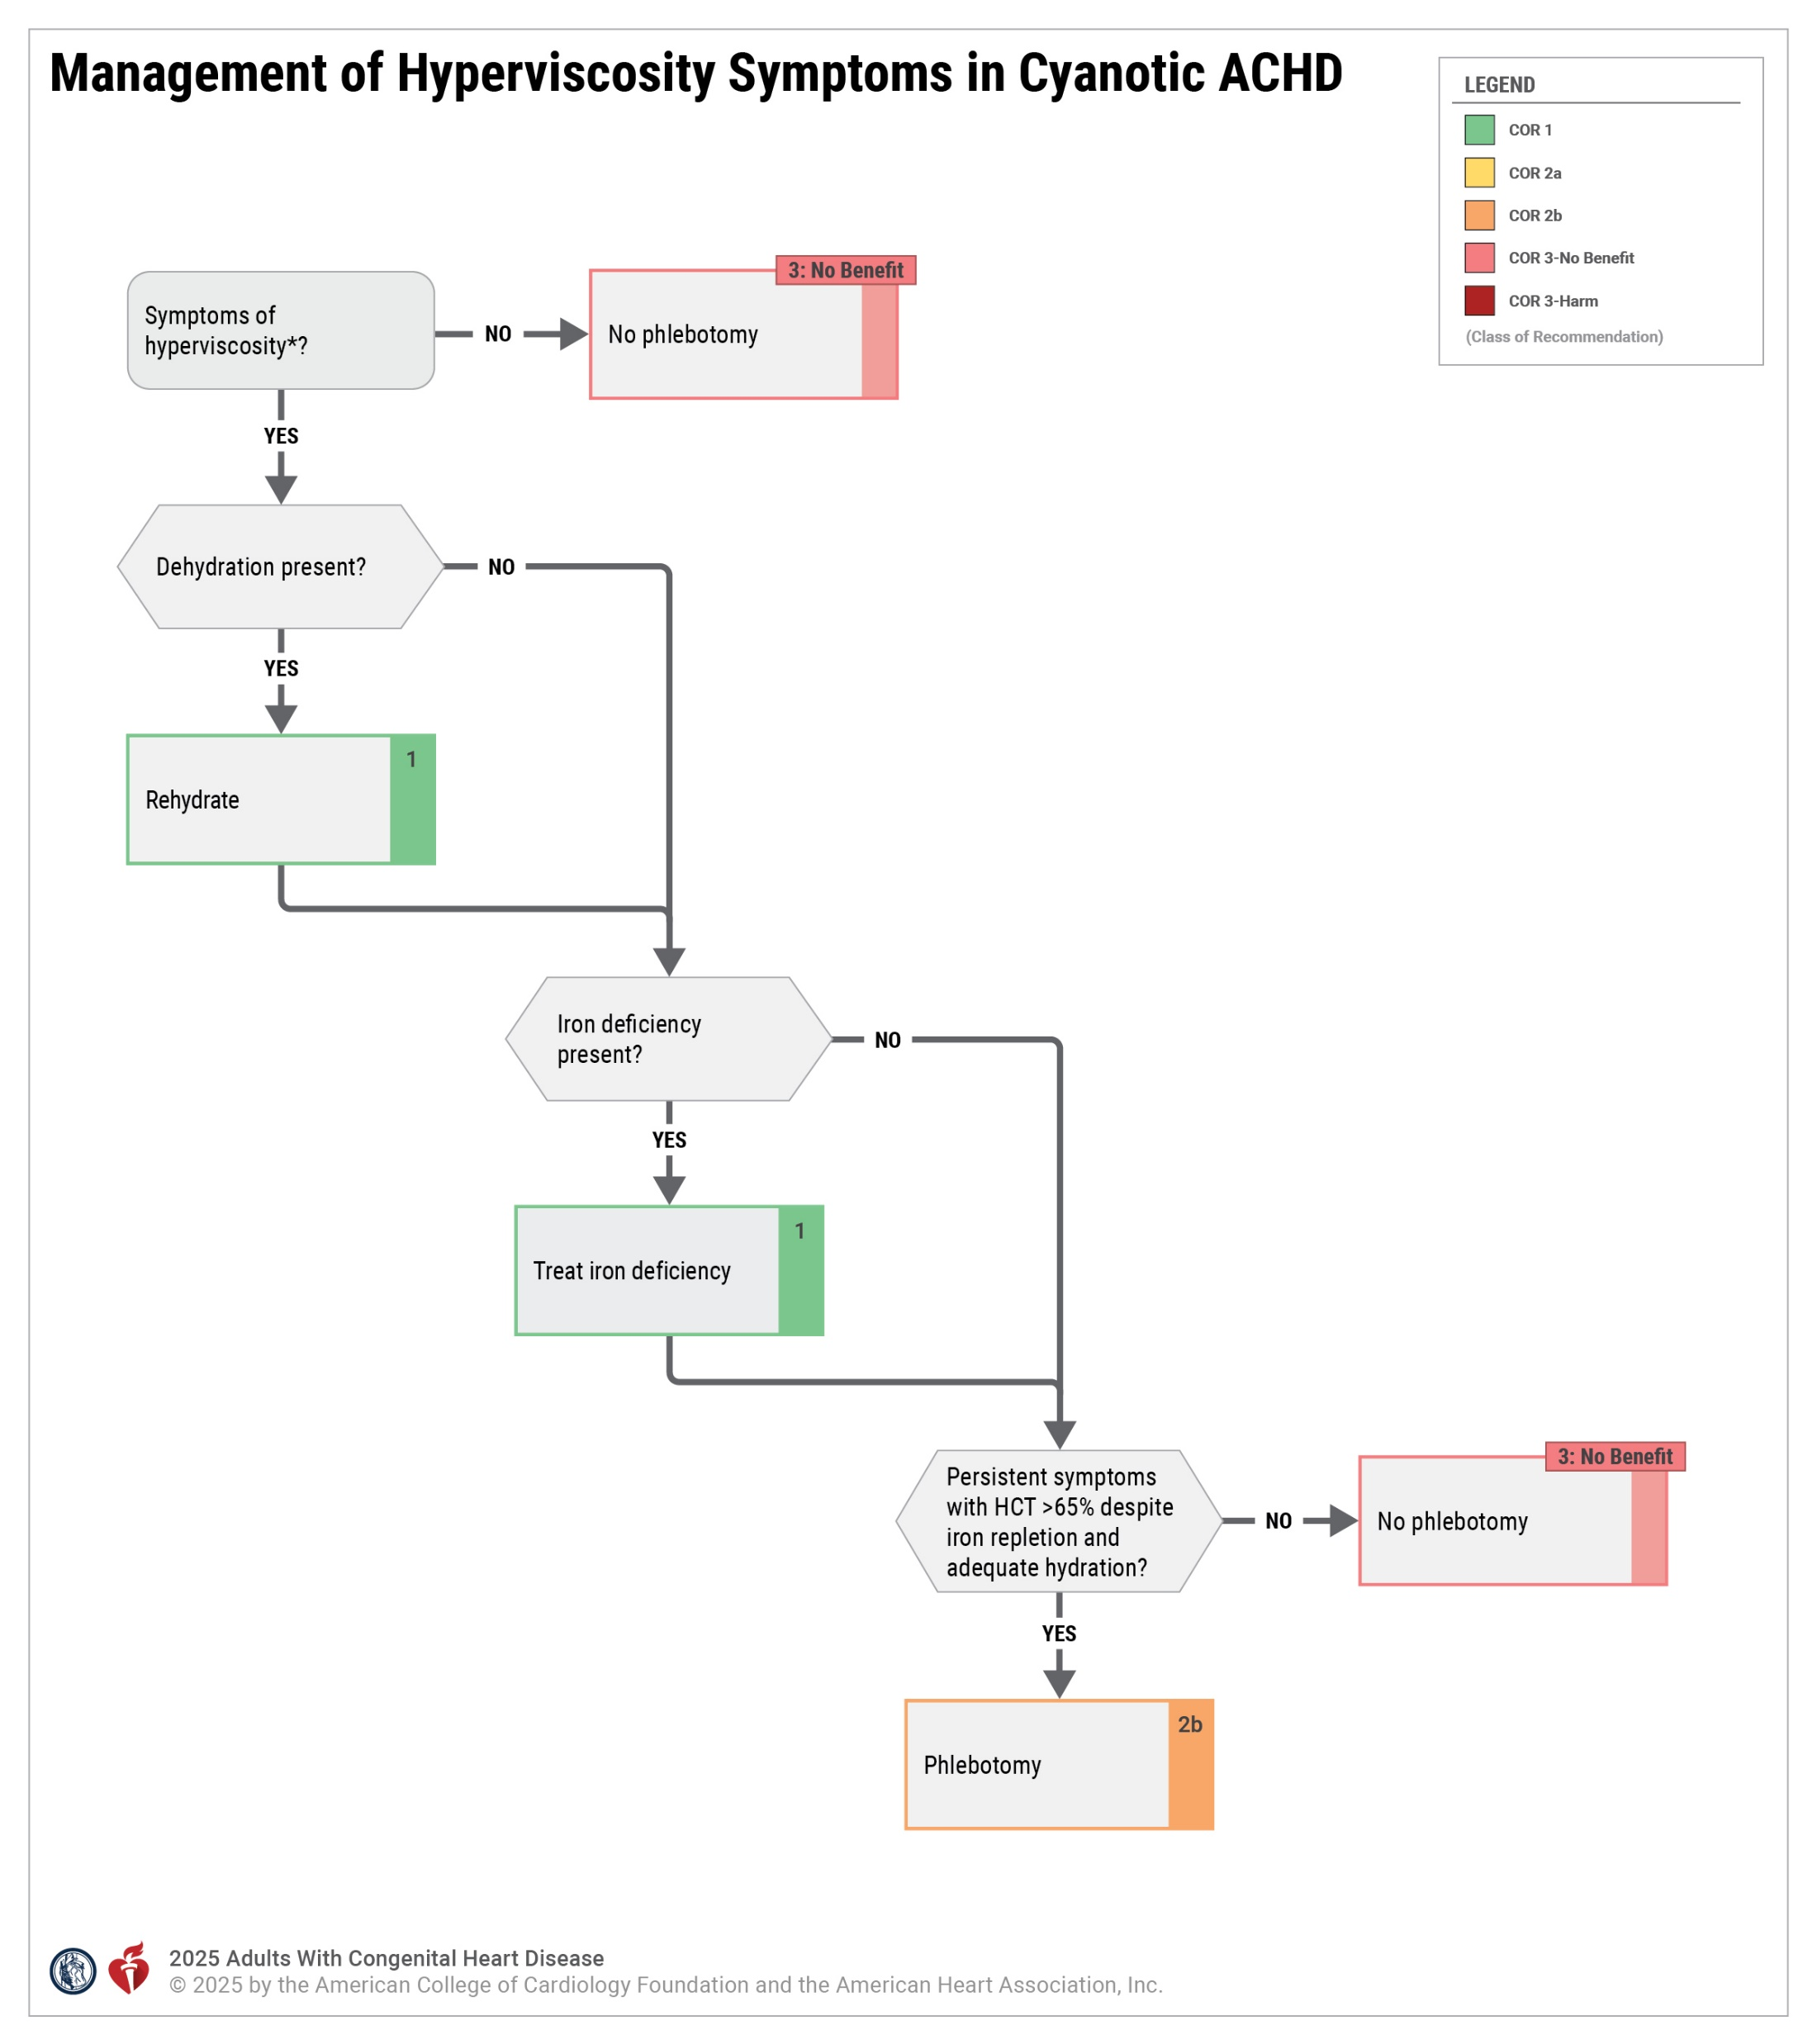 Management of Hyperviscosity Symptoms in Cyanotic ACHD
LEGEND
COR 1
COR 2a
COR 2b
COR 3-No Benefit
COR 3-Harm
(Class of Recommendation)
Symptoms of
hyperviscosity*?
NO
3: No Benefit
No phlebotomy
YES
Dehydration present?
NO
YES
1
Rehydrate
Iron deficiency
present?
NO
YES
1
Treat iron deficiency
Persistent symptoms
with HCT >65% despite
iron repletion and
adequate hydration?
NO
3: No Benefit
No phlebotomy
YES
2b
Phlebotomy
2025 Adults With Congenital Heart Disease
© 2025 by the American College of Cardiology Foundation and the American Heart Association, Inc.